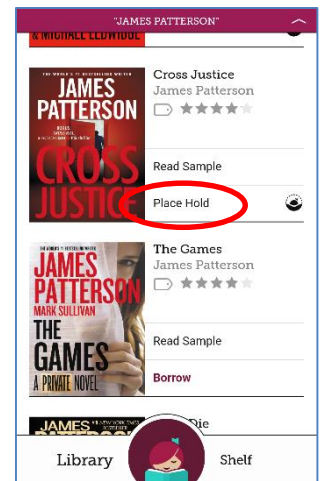 "JAMES PATTERSON"
& MICHAEL LEDWIDGE
THE WORLD'S #1 BESTSELLING WRITER
JAMES
PATTERSON
CROSS
JUSTICE
Cross Justice
James Patterson
Read Sample
Place Hold
JAMES
PATTERSON
MARK SULLIVAN
THE
GAMES
A PRIVATE NOVEL
The Games
James Patterson
Read Sample
Borrow
JAMES
Die
Library
Shelf